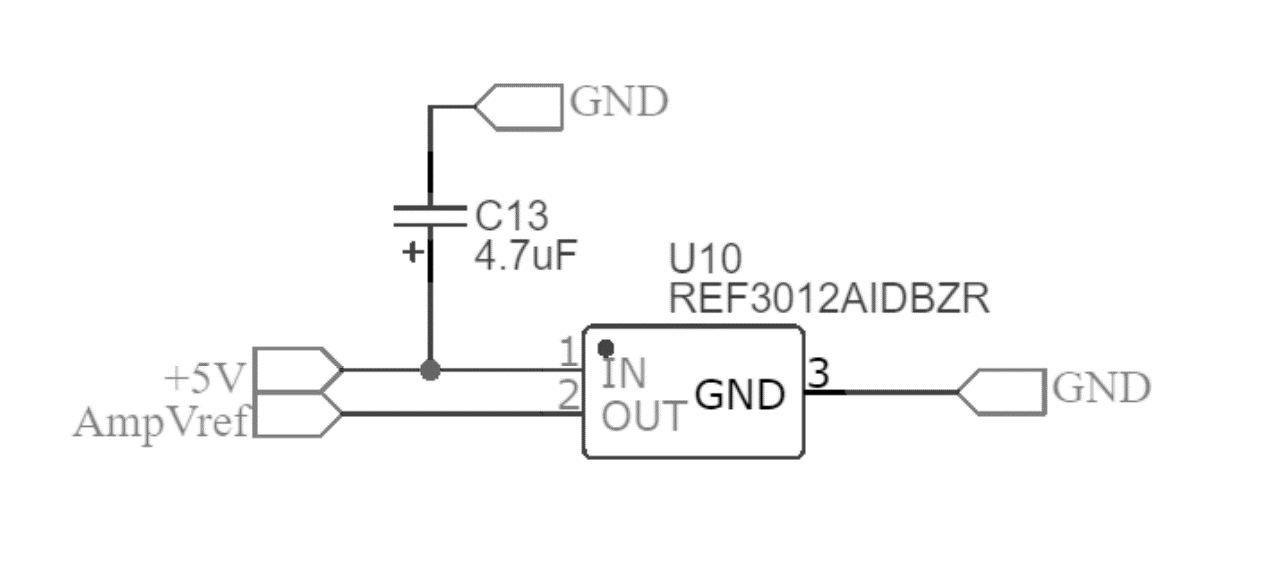 GND
C13
+
4.7uF
U10
REF3012AIDBZR
+5V
1
IN
AmpVref
2
OUT
GND
3
GND